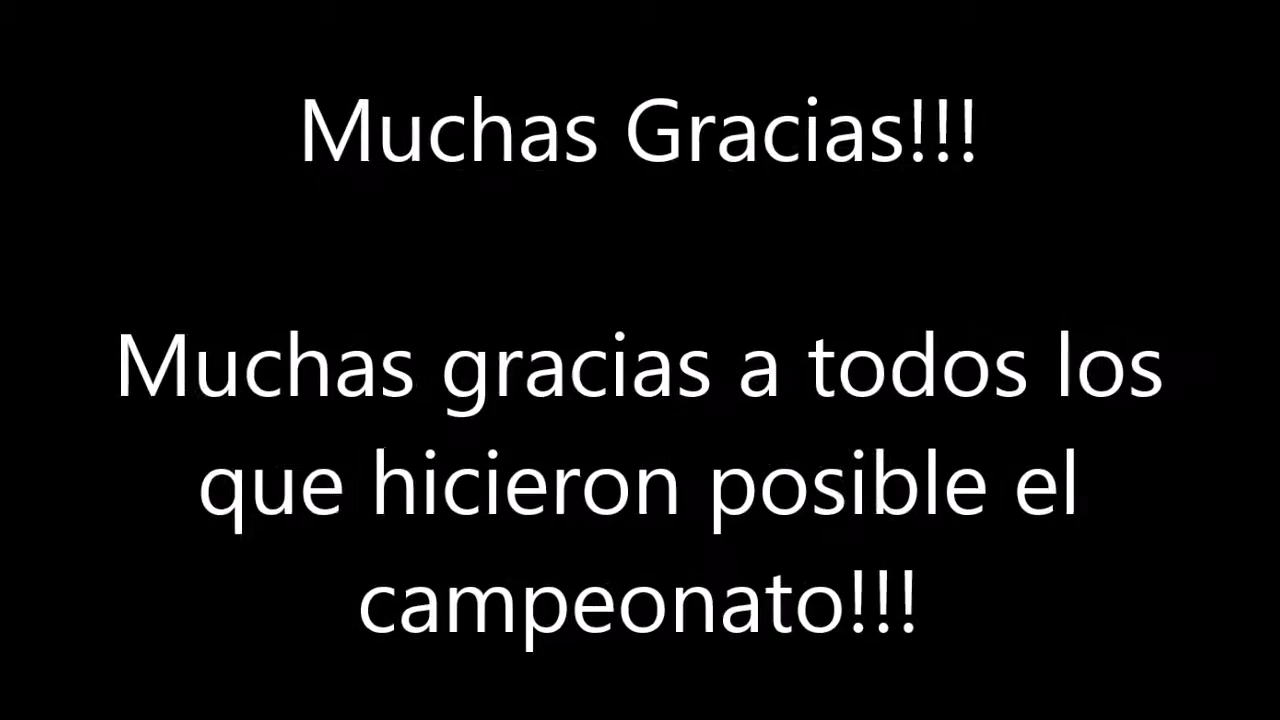 Muchas Gracias!!!
Muchas gracias a todos los
que hicieron posible el
campeonato!!!